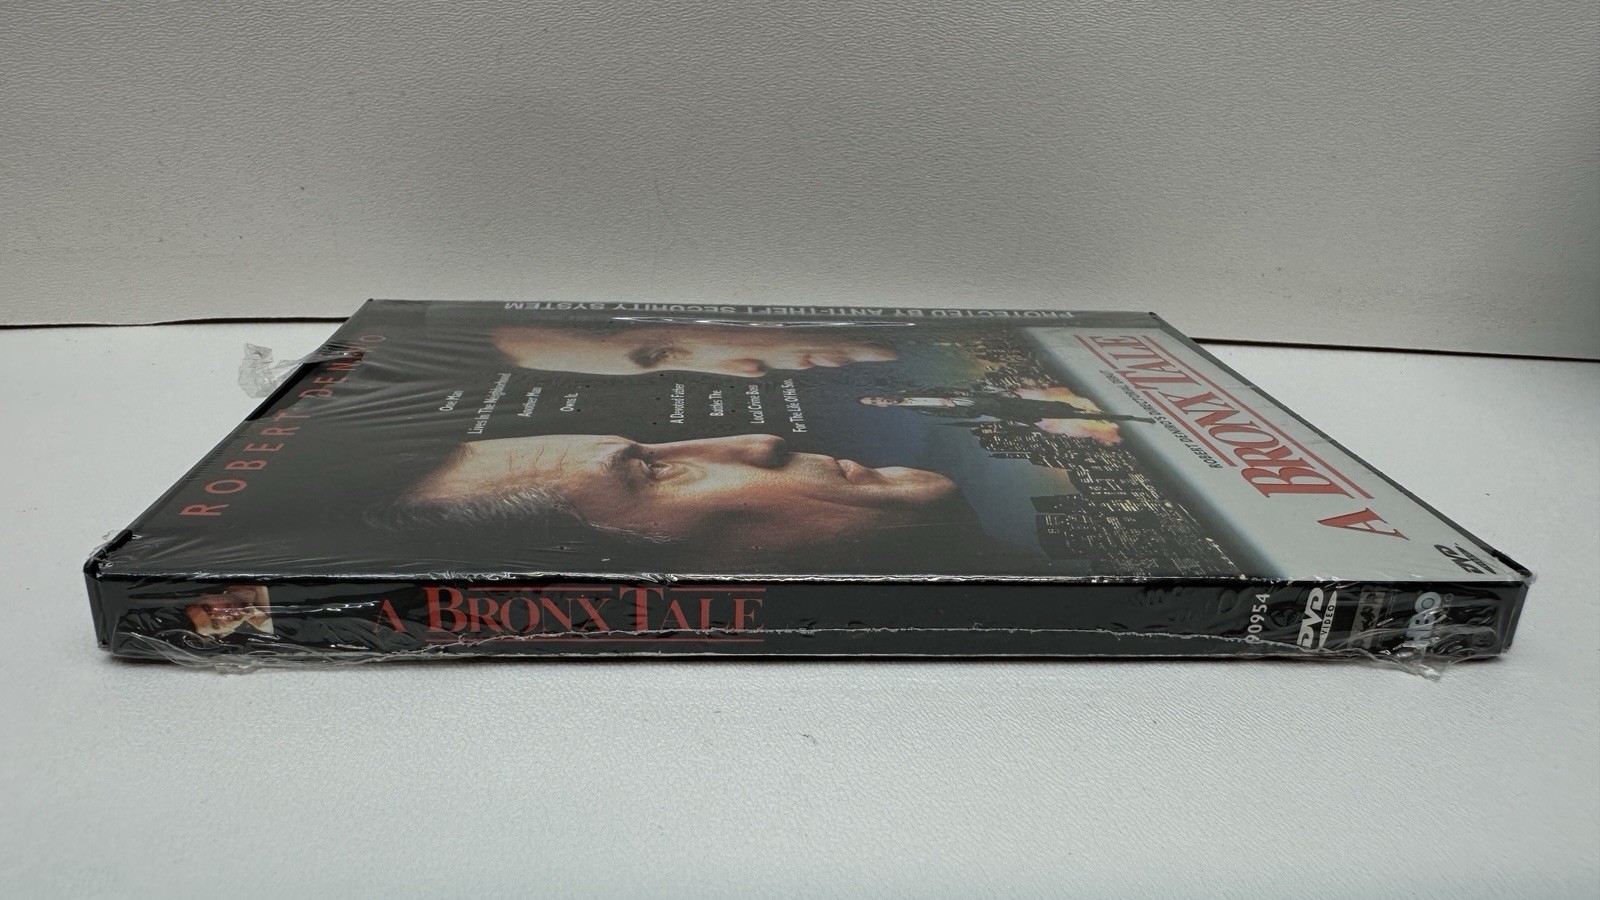 PROTECTED BY ANTI-THEFT SECURITY SYSTEM
ROBERT DENIRO
One Man
Lives In The Neighborhood
Another Man
Owns It.
A Devoted Father
Battles The
Local Crime Boss
For The Life Of His Son.
A BRONX TALE
DVD
A BRONX TALE
90954
DVD
VIDEO
HBO